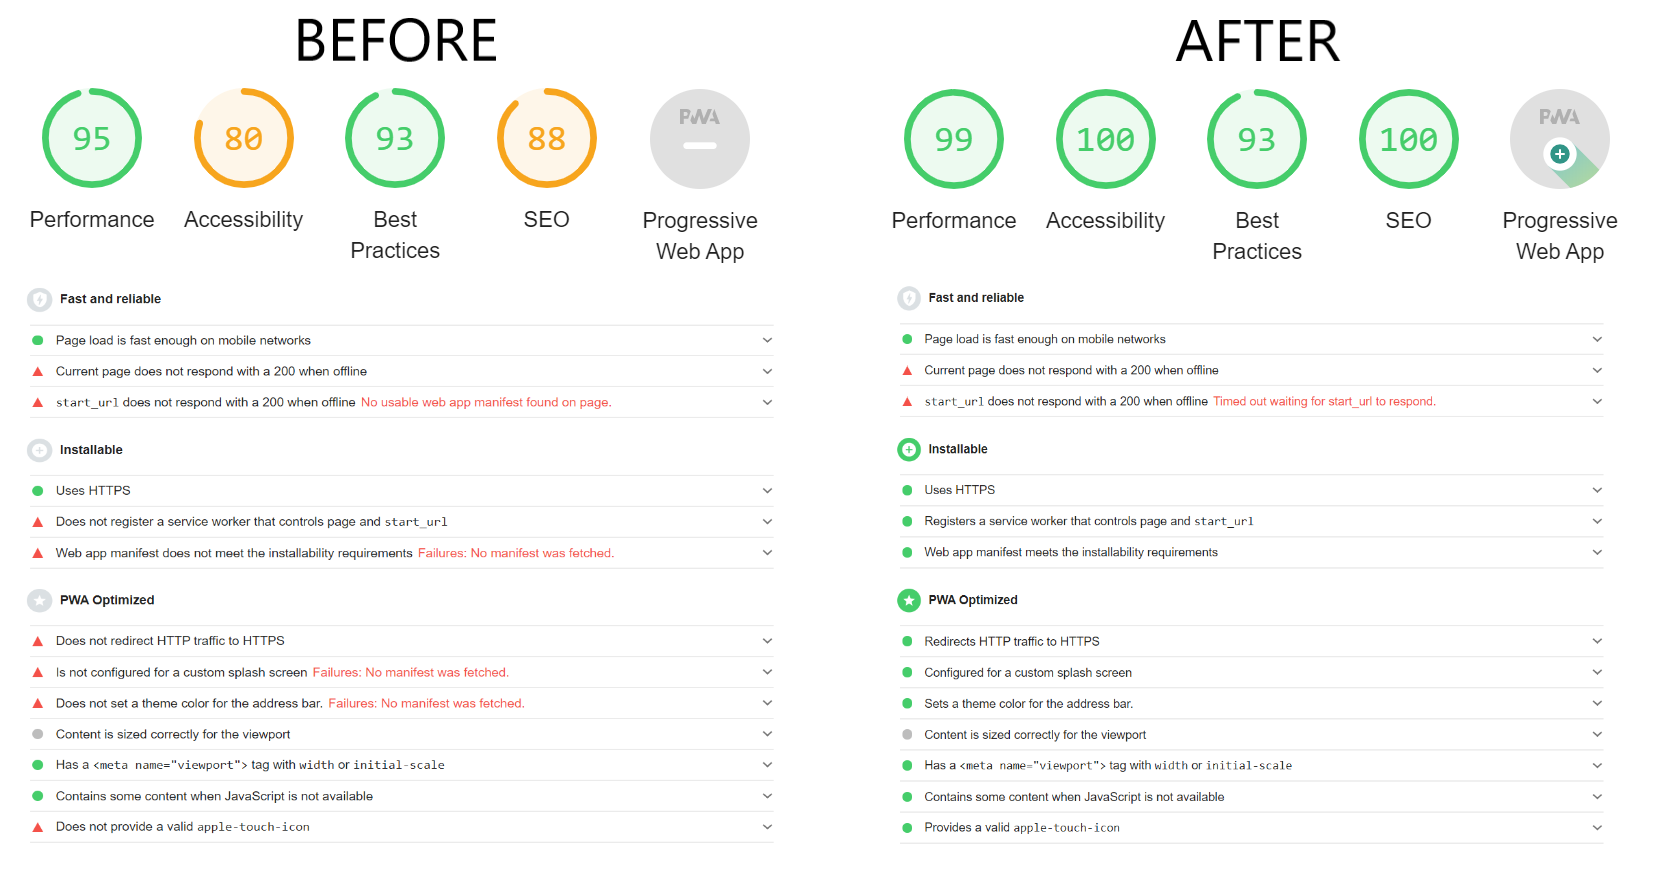 BEFORE
95
80
93
88
PWA
Performance
Accessibility
Best
Practices
SEO
Progressive
Web App
Fast and reliable
Page load is fast enough on mobile networks
Current page does not respond with a 200 when offline
start_url does not respond with a 200 when offline No usable web app manifest found on page.
Installable
Uses HTTPS
Does not register a service worker that controls page and start_url
Web app manifest does not meet the installability requirements Failures: No manifest was fetched.
PWA Optimized
Does not redirect HTTP traffic to HTTPS
Is not configured for a custom splash screen Failures: No manifest was fetched.
Does not set a theme color for the address bar. Failures: No manifest was fetched.
Content is sized correctly for the viewport
Has a <meta name="viewport"> tag with width or initial-scale
Contains some content when JavaScript is not available
Does not provide a valid apple-touch-icon
AFTER
99
100
93
100
PWA
Performance
Accessibility
Best
Practices
SEO
Progressive
Web App
Fast and reliable
Page load is fast enough on mobile networks
Current page does not respond with a 200 when offline
start_url does not respond with a 200 when offline Timed out waiting for start_url to respond.
Installable
Uses HTTPS
Registers a service worker that controls page and start_url
Web app manifest meets the installability requirements
PWA Optimized
Redirects HTTP traffic to HTTPS
Configured for a custom splash screen
Sets a theme color for the address bar.
Content is sized correctly for the viewport
Has a <meta name="viewport"> tag with width or initial-scale
Contains some content when JavaScript is not available
Provides a valid apple-touch-icon